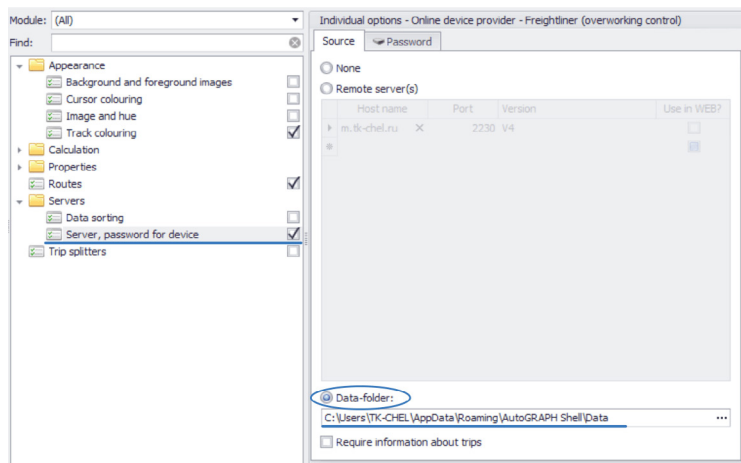 Module: (All)
Find:
Appearance
Background and foreground images
Cursor colouring
Image and hue
Track colouring
Calculation
Properties
Routes
Servers
Data sorting
Server, password for device
Trip splitters
Individual options - Online device provider - Freightliner (overworking control)
Source Password
None
Remote server(s)
Host name Port Version Use in WEB?
m.tk-chel.ru 2230 V4
Data-folder:
C:\Users\TK-CHEL\AppData\Roaming\AutoGRAPH Shell\Data ...
Require information about trips